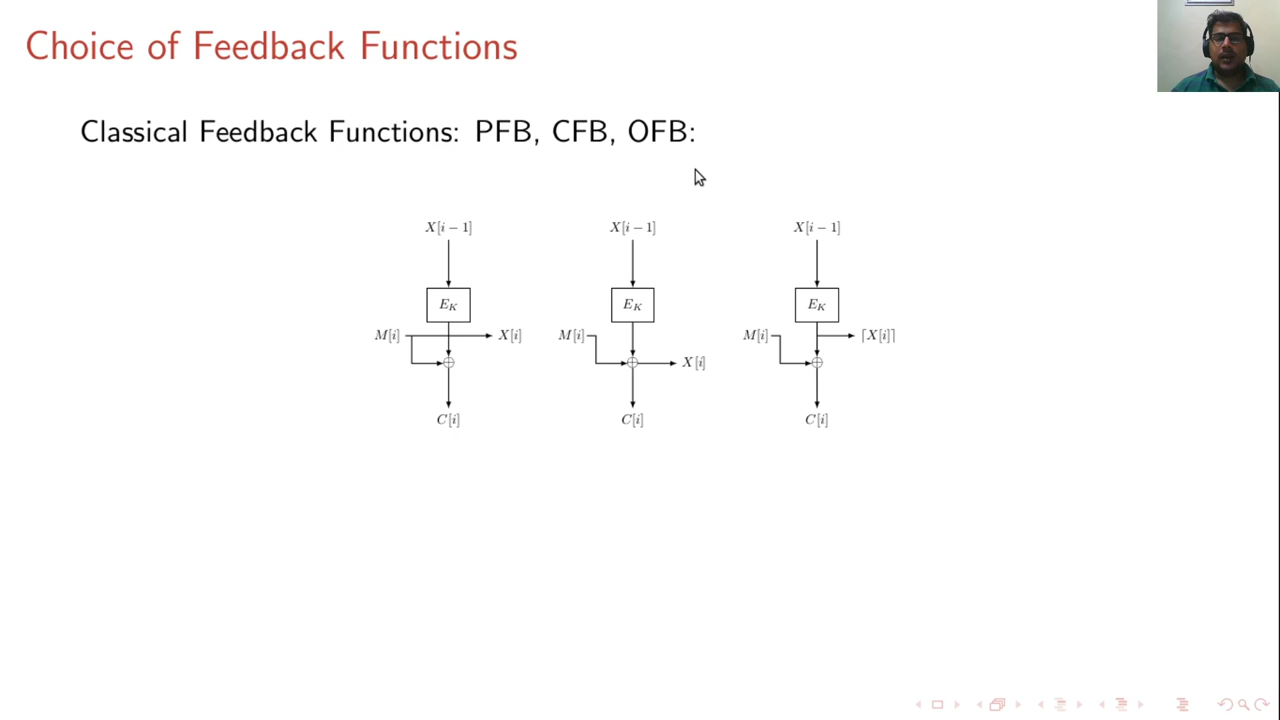 Choice of Feedback Functions
Classical Feedback Functions: PFB, CFB, OFB:
X[i − 1] X[i − 1] X[i − 1]
E_K E_K E_K
M[i] X[i] M[i] M[i] ⌈X[i]⌉
⊕ ⊕ X[i] ⊕
C[i] C[i] C[i]